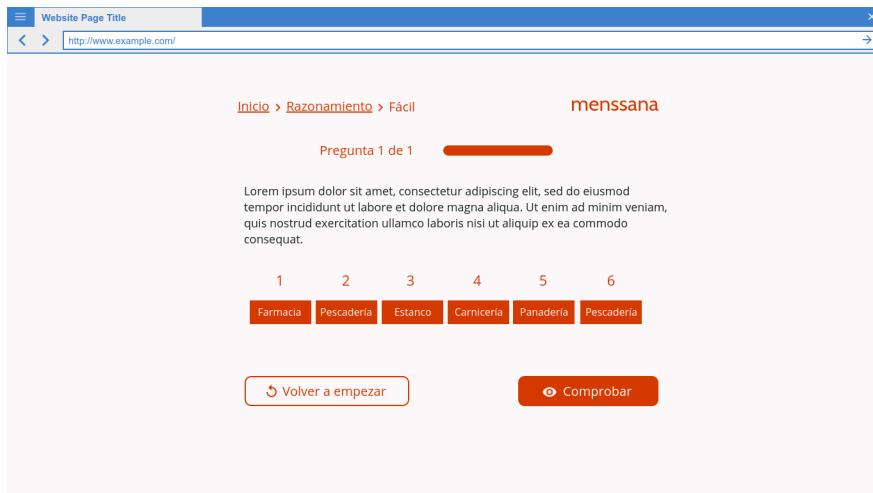 Website Page Title
http://www.example.com/
Inicio > Razonamiento > Fácil
menssana
Pregunta 1 de 1
Lorem ipsum dolor sit amet, consectetur adipiscing elit, sed do eiusmod
tempor incididunt ut labore et dolore magna aliqua. Ut enim ad minim veniam,
quis nostrud exercitation ullamco laboris nisi ut aliquip ex ea commodo
consequat.
1 2 3 4 5 6
Farmacia Pescadería Estanco Carnicería Panadería Pescadería
Volver a empezar
Comprobar